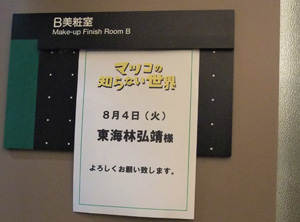 B美粧室
Make-up Finish Room B
マツコの
知らない世界
8月4日（火）
東海林弘靖様
よろしくお願い致します。